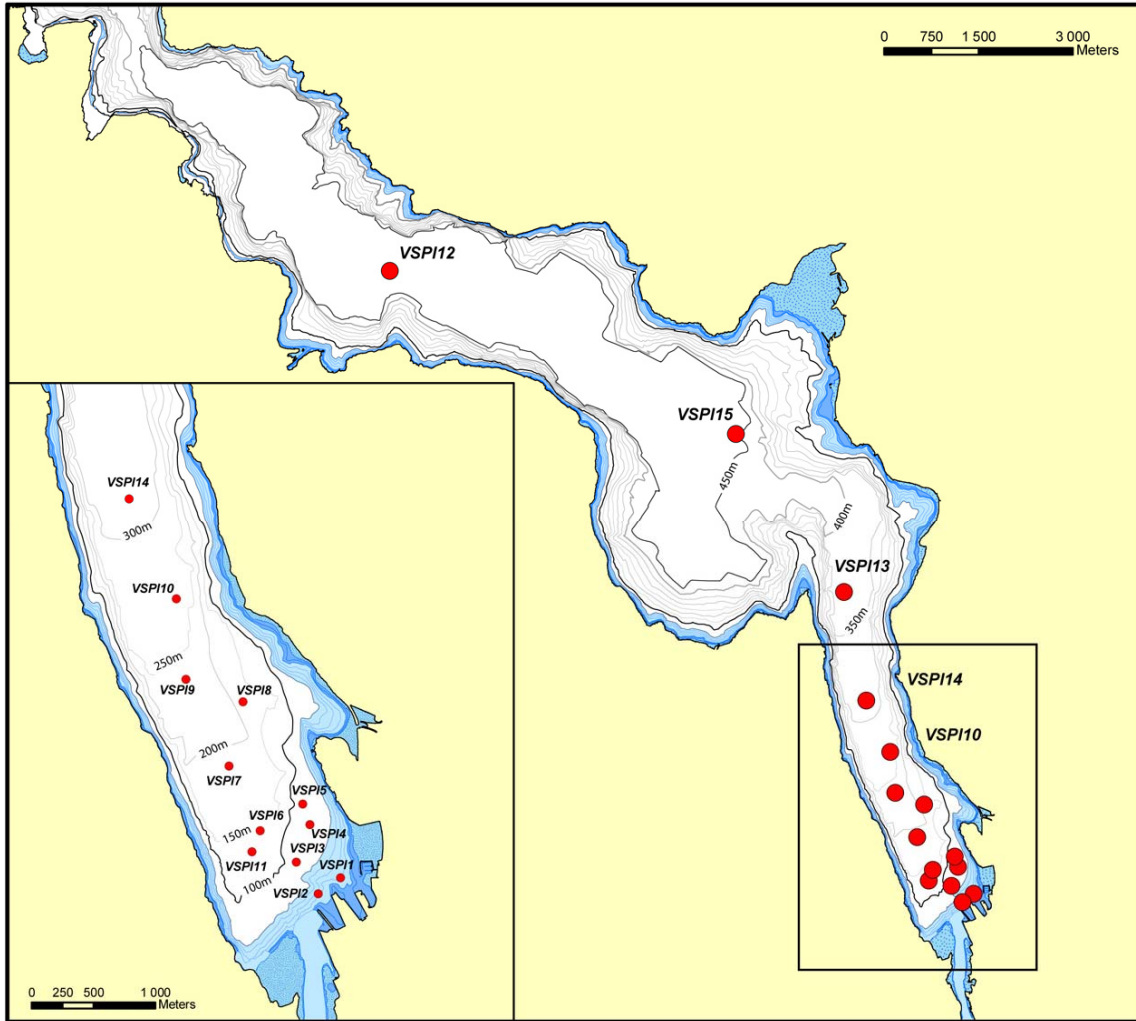 0 750 1 500 3 000
Meters
VSPI12
VSPI15
450m
400m
VSPI13
350m
VSPI14
VSPI10
VSPI14
300m
VSPI10
250m
VSPI9
VSPI8
200m
VSPI7
VSPI5
VSPI6
VSPI4
150m
VSPI3
VSPI11
VSPI1
100m
VSPI2
0 250 500 1 000
Meters